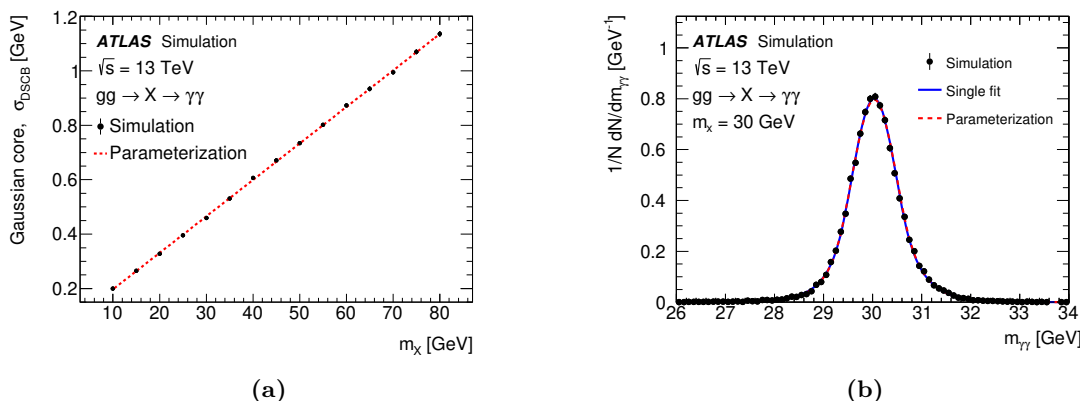 ATLAS Simulation
√s = 13 TeV
gg → X → γγ
Simulation
Parameterization
Gaussian core, σ_DSCB [GeV]
1.2
1
0.8
0.6
0.4
0.2
10 20 30 40 50 60 70 80
m_X [GeV]
(a)
ATLAS Simulation
√s = 13 TeV
gg → X → γγ
m_x = 30 GeV
Simulation
Single fit
Parameterization
1/N dN/dm_γγ [GeV⁻¹]
1
0.8
0.6
0.4
0.2
0
26 27 28 29 30 31 32 33 34
m_γγ [GeV]
(b)